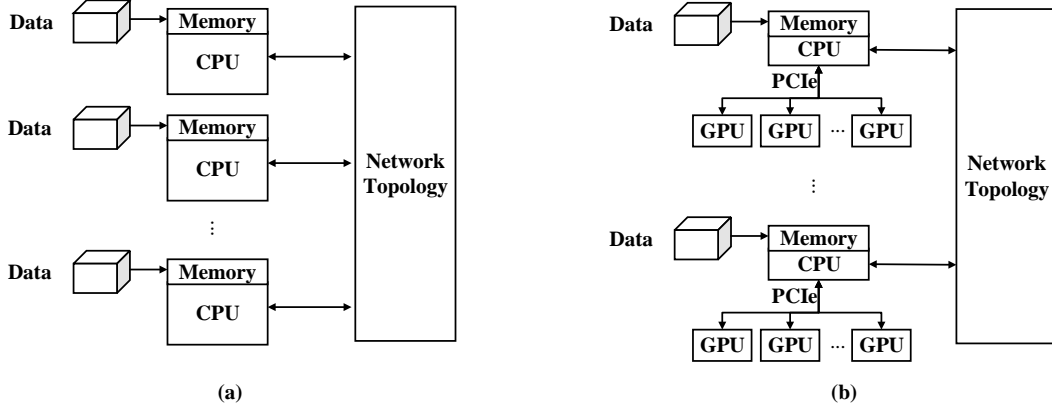 Data
Memory
CPU
Data
Memory
CPU
...
Data
Memory
CPU
Network
Topology
(a)
Data
Memory
CPU
PCIe
GPU GPU ... GPU
...
Data
Memory
CPU
PCIe
GPU GPU ... GPU
Network
Topology
(b)